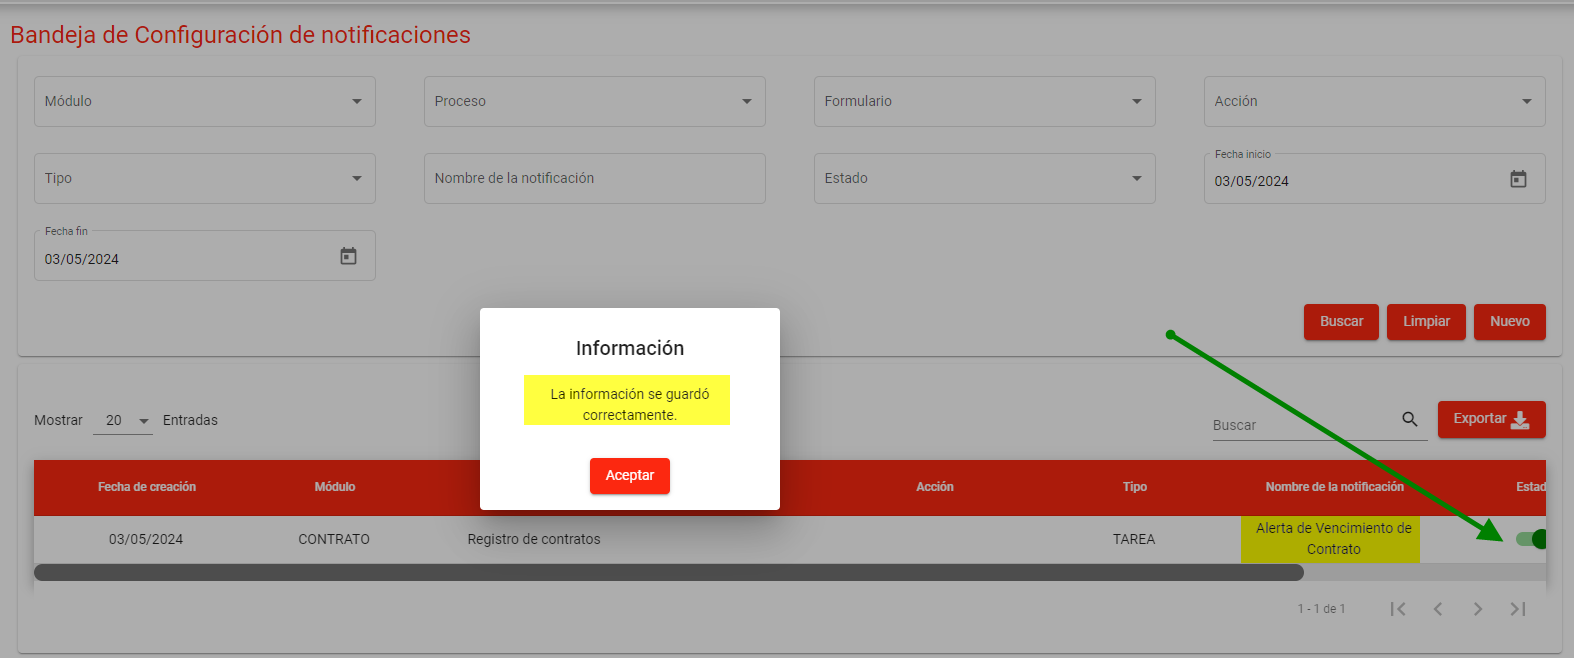 Bandeja de Configuración de notificaciones
Módulo
Proceso
Formulario
Acción
Tipo
Nombre de la notificación
Estado
Fecha inicio
03/05/2024
Fecha fin
03/05/2024
Buscar
Limpiar
Nuevo
Información
La información se guardó
correctamente.
Aceptar
Mostrar 20 Entradas
Buscar
Exportar
Fecha de creación
Módulo
Acción
Tipo
Nombre de la notificación
Estad
03/05/2024
CONTRATO
Registro de contratos
TAREA
Alerta de Vencimiento de
Contrato
1 - 1 de 1